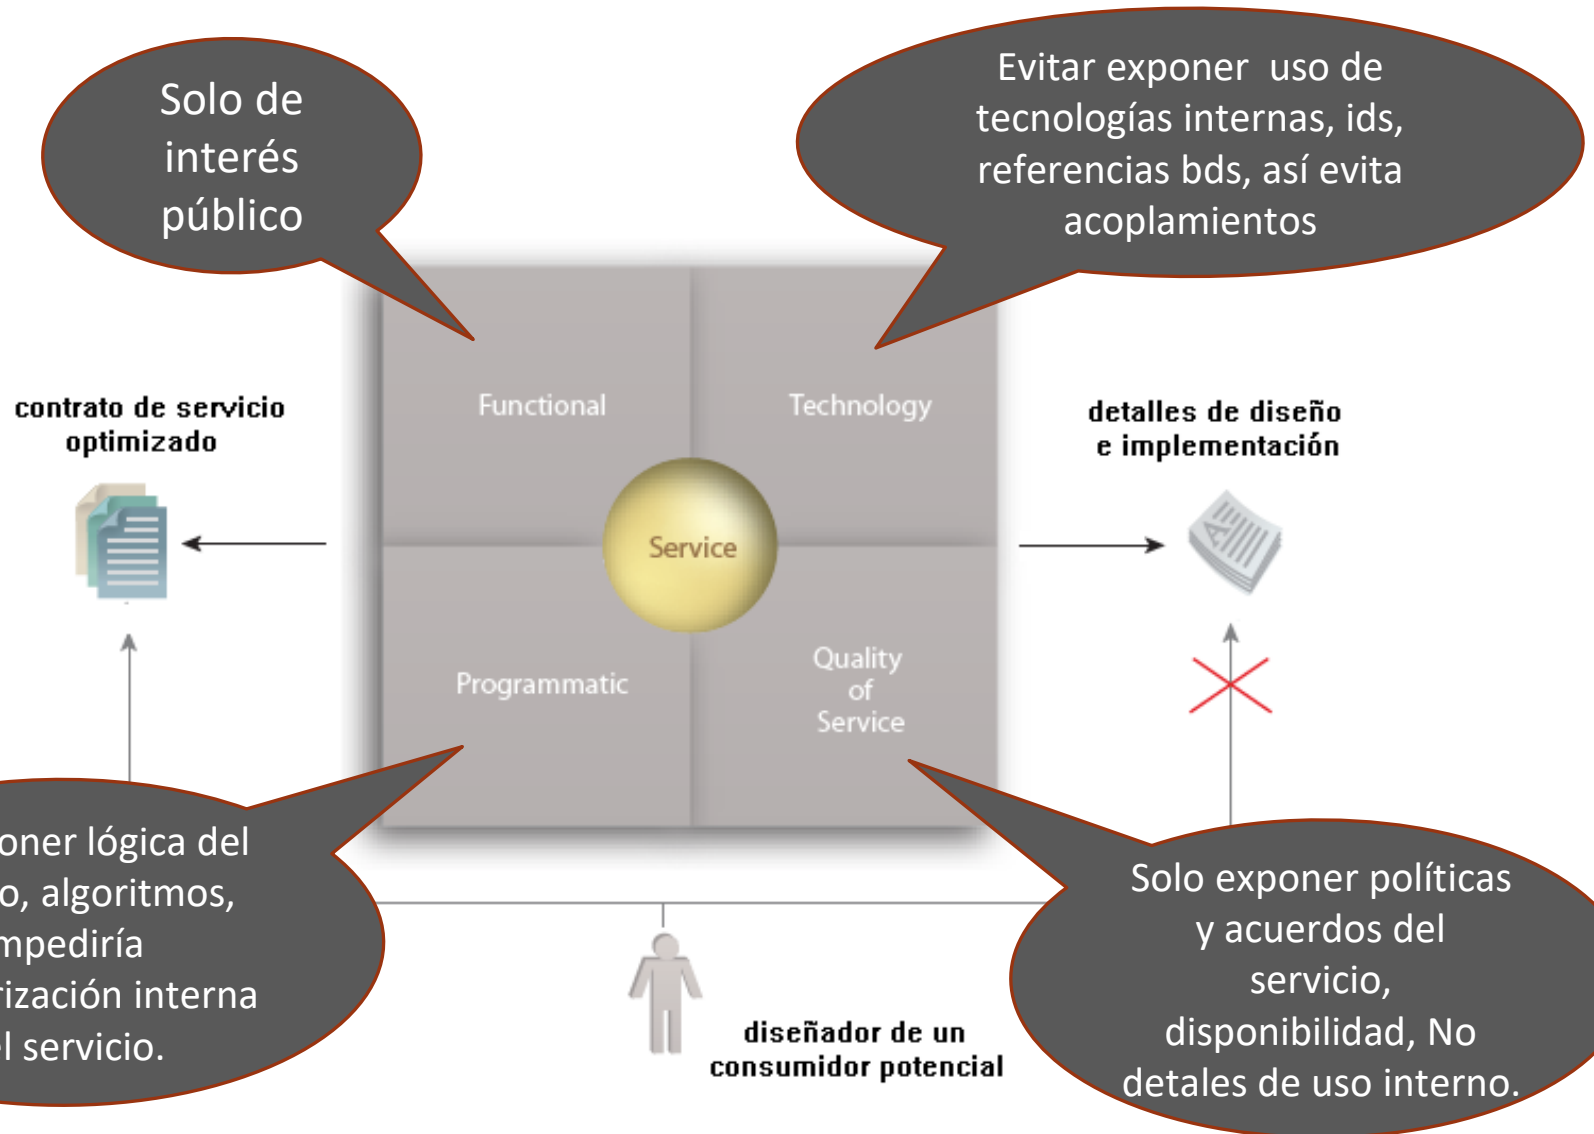 Solo de
interés
público
Evitar exponer uso de
tecnologías internas, ids,
referencias bds, así evita
acoplamientos
contrato de servicio
optimizado
Functional
Technology
detalles de diseño
e implementación
Service
Programmatic
Quality
of
Service
oner lógica del
o, algoritmos,
mpediría
rización interna
el servicio.
Solo exponer políticas
y acuerdos del
servicio,
disponibilidad, No
detales de uso interno.
diseñador de un
consumidor potencial